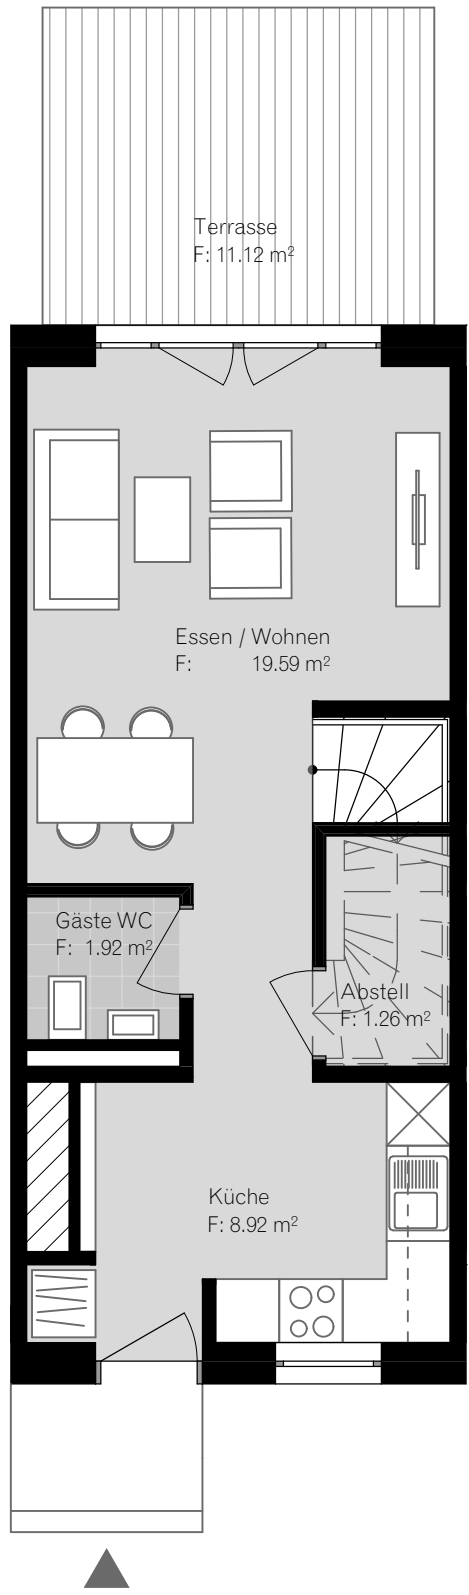 Terrasse
F: 11.12 m²
Essen / Wohnen
F: 19.59 m²
Gäste WC
F: 1.92 m²
Abstell
F: 1.26 m²
Küche
F: 8.92 m²